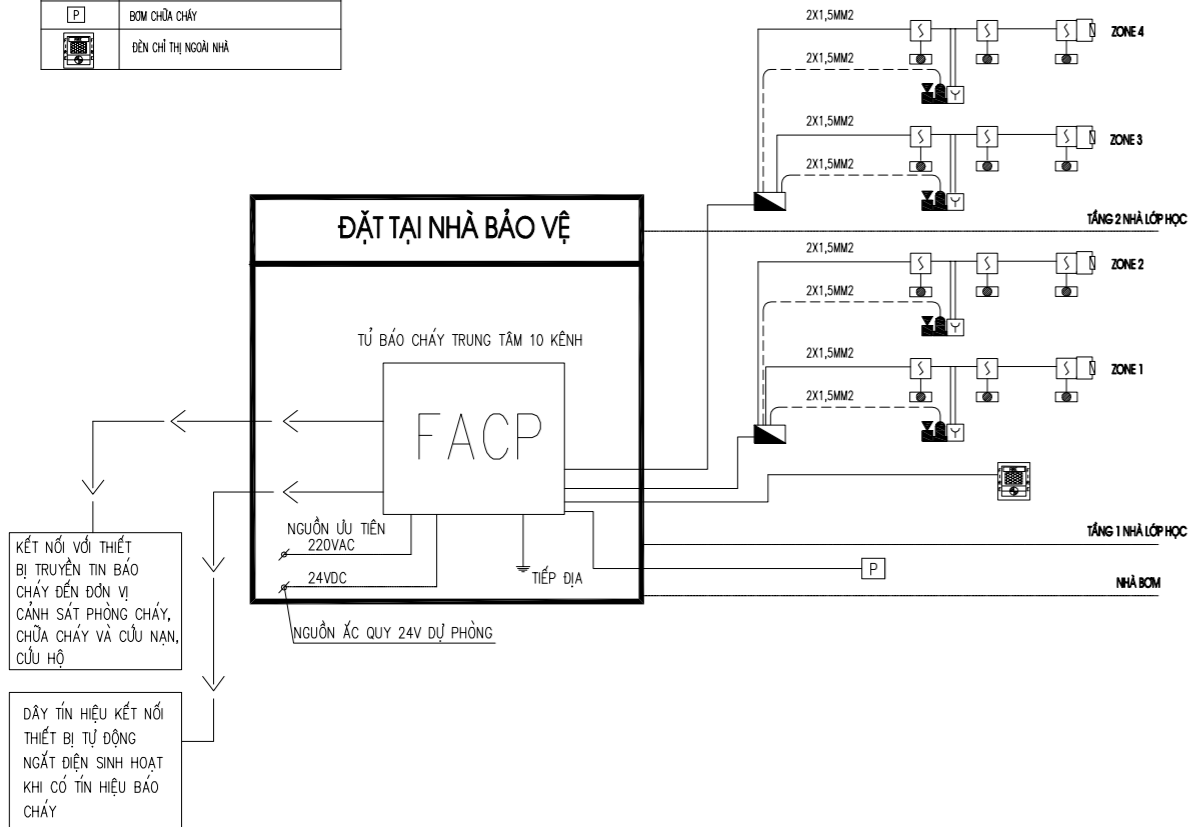 P
BƠM CHỮA CHÁY
ĐÈN CHỈ THỊ NGOÀI NHÀ
2X1,5MM2
ZONE 4
2X1,5MM2
2X1,5MM2
ZONE 3
2X1,5MM2
TẦNG 2 NHÀ LỚP HỌC
ĐẶT TẠI NHÀ BẢO VỆ
2X1,5MM2
ZONE 2
2X1,5MM2
TỦ BÁO CHÁY TRUNG TÂM 10 KÊNH
2X1,5MM2
ZONE 1
2X1,5MM2
FACP
NGUỒN ƯU TIÊN
220VAC
24VDC
TIẾP ĐỊA
NGUỒN ẮC QUY 24V DỰ PHÒNG
TẦNG 1 NHÀ LỚP HỌC
P
NHÀ BƠM
KẾT NỐI VỚI THIẾT
BỊ TRUYỀN TIN BÁO
CHÁY ĐẾN ĐƠN VỊ
CẢNH SÁT PHÒNG CHÁY,
CHỮA CHÁY VÀ CỨU NẠN,
CỨU HỘ
DÂY TÍN HIỆU KẾT NỐI
THIẾT BỊ TỰ ĐỘNG
NGẮT ĐIỆN SINH HOẠT
KHI CÓ TÍN HIỆU BÁO
CHÁY